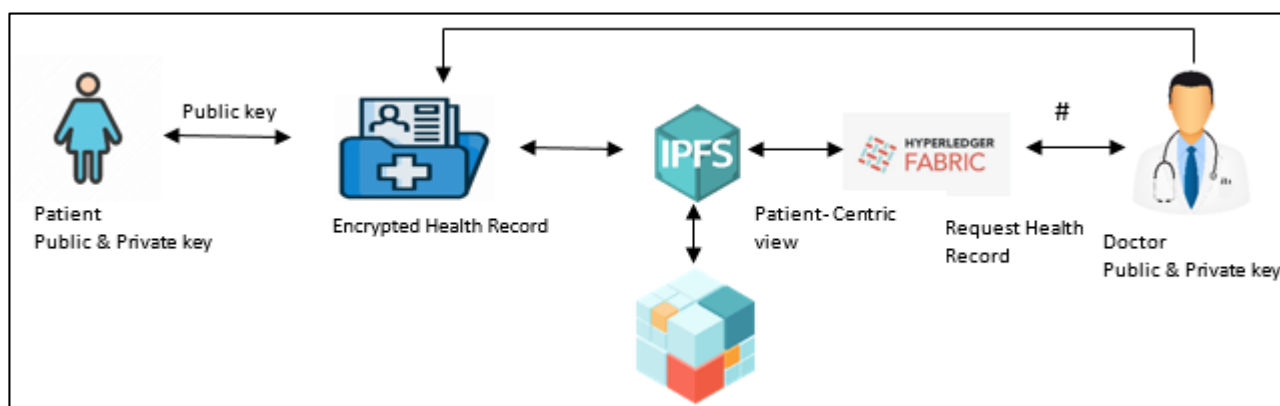 Public key
#
IPFS
HYPERLEDGER
FABRIC
Patient
Public & Private key
Encrypted Health Record
Patient- Centric
view
Request Health
Record
Doctor
Public & Private key